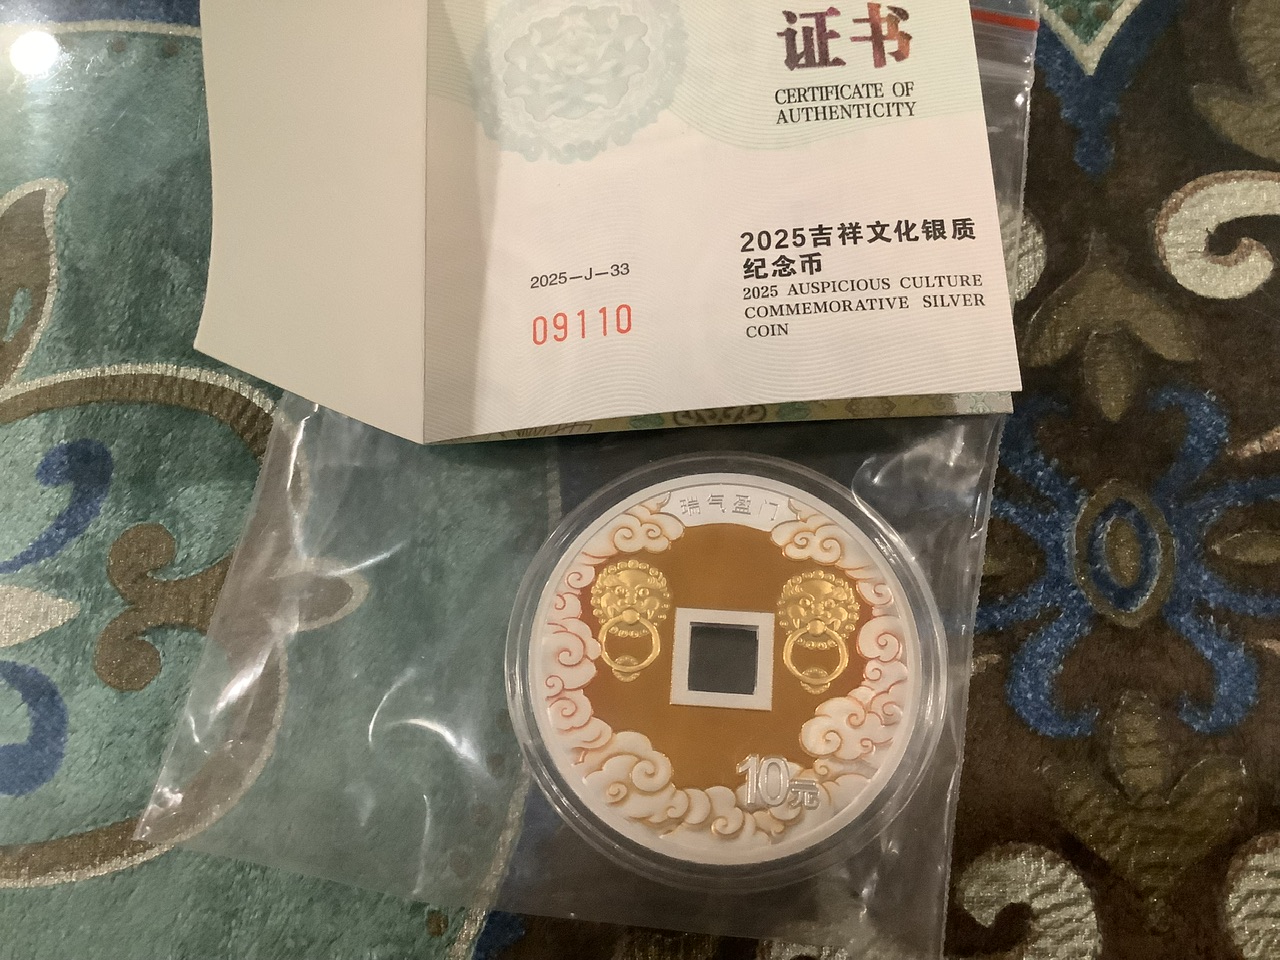 证书
CERTIFICATE OF
AUTHENTICITY
2025吉祥文化银质
纪念币
2025 AUSPICIOUS CULTURE
COMMEMORATIVE SILVER
COIN
2025—J—33
09110
瑞气盈门
10元